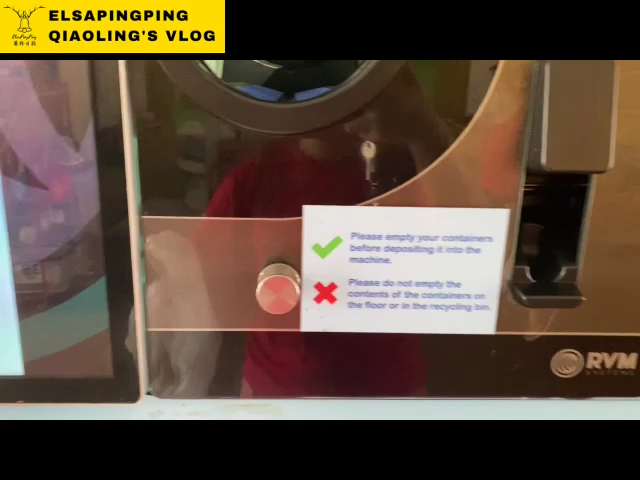 ELSAPINGPING
QIAOLING'S VLOG
Please empty your containers
before depositing it into the
machine.
Please do not empty the
contents of the containers on
the floor or in the recycling bin.
RVM